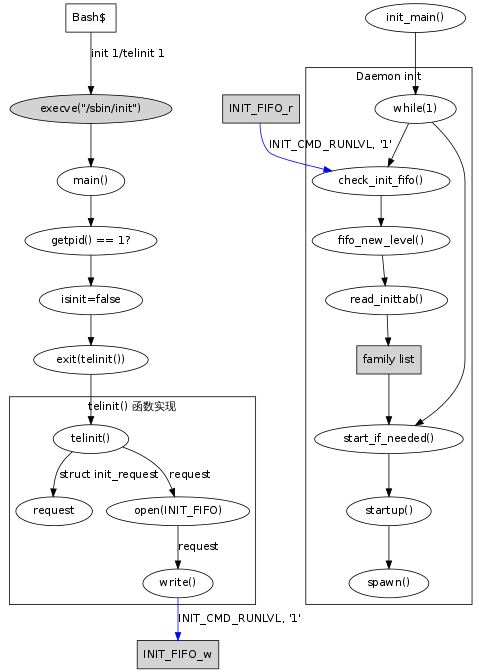 Bash$
init 1/telinit 1
execve("/sbin/init")
main()
getpid() == 1?
isinit=false
exit(telinit())
telinit() 函数实现
telinit()
struct init_request
request
request
open(INIT_FIFO)
request
write()
INIT_CMD_RUNLVL, '1'
INIT_FIFO_w
init_main()
Daemon init
INIT_FIFO_r
while(1)
INIT_CMD_RUNLVL, '1'
check_init_fifo()
fifo_new_level()
read_inittab()
family list
start_if_needed()
startup()
spawn()